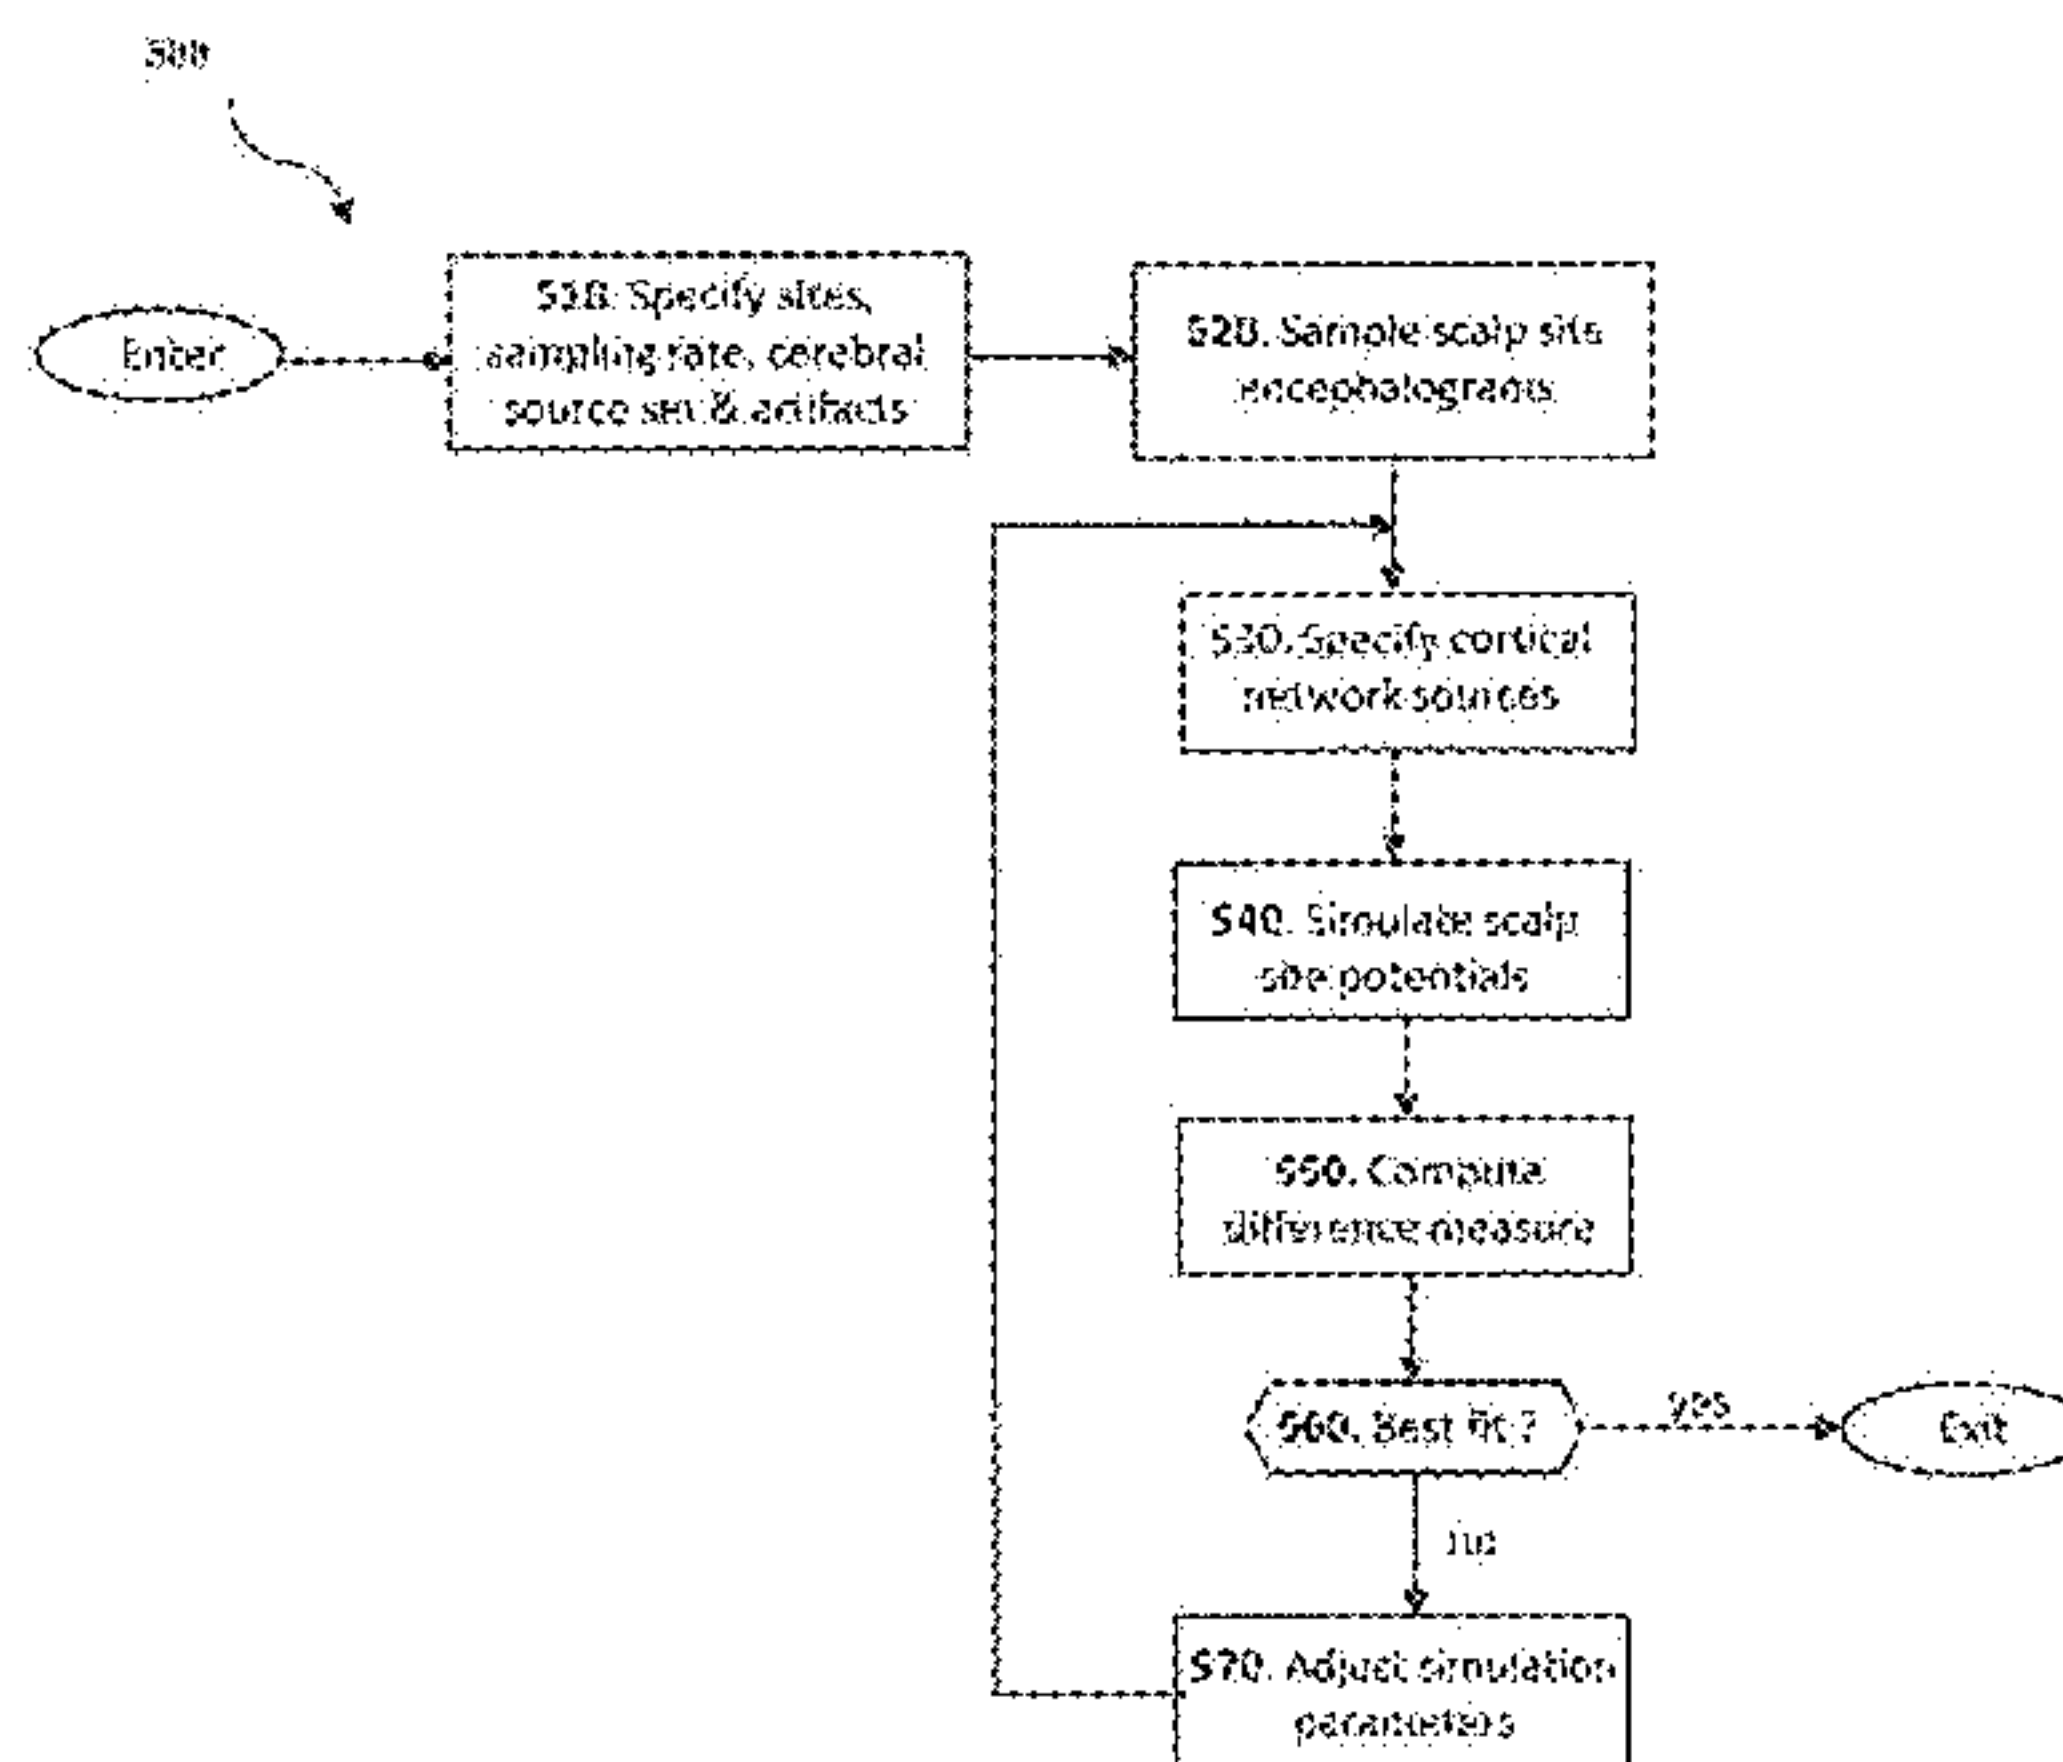 500
Enter
510. Specify sites,
sampling rate, cerebral
source set & artifacts
520. Sample scalp site
encephalograms
530. Specify cortical
network sources
540. Simulate scalp
site potentials
550. Compute
difference measure
560. Best fit ?
yes
Exit
no
570. Adjust simulation
parameters